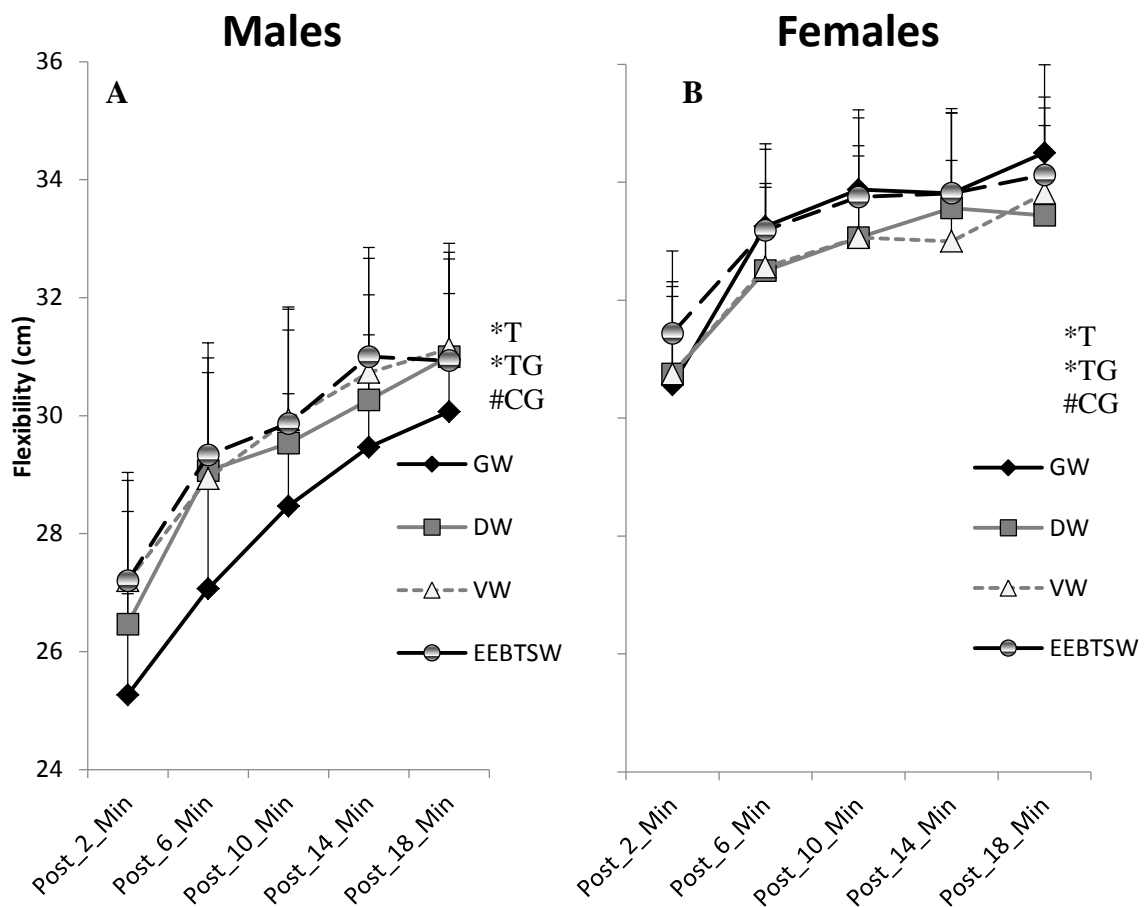 Males
Females
A
B
Flexibility (cm)
36
34
32
30
28
26
24
*T
*TG
#CG
GW
DW
VW
EEBTSW
*T
*TG
#CG
GW
DW
VW
EEBTSW
Post_2_Min
Post_6_Min
Post_10_Min
Post_14_Min
Post_18_Min
Post_2_Min
Post_6_Min
Post_10_Min
Post_14_Min
Post_18_Min